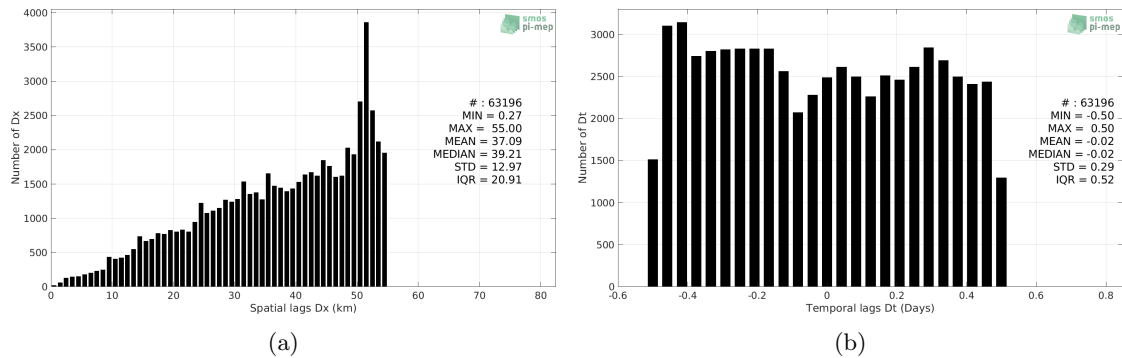 4000
3500
3000
2500
2000
1500
1000
500
0
Number of Dx
smos
pi-mep
# : 63196
MIN = 0.27
MAX = 55.00
MEAN = 37.09
MEDIAN = 39.21
STD = 12.97
IQR = 20.91
0 10 20 30 40 50 60 70 80
Spatial lags Dx (km)
(a)
3000
2500
2000
1500
1000
500
0
Number of Dt
smos
pi-mep
# : 63196
MIN = -0.50
MAX = 0.50
MEAN = -0.02
MEDIAN = -0.02
STD = 0.29
IQR = 0.52
-0.6 -0.4 -0.2 0 0.2 0.4 0.6 0.8
Temporal lags Dt (Days)
(b)